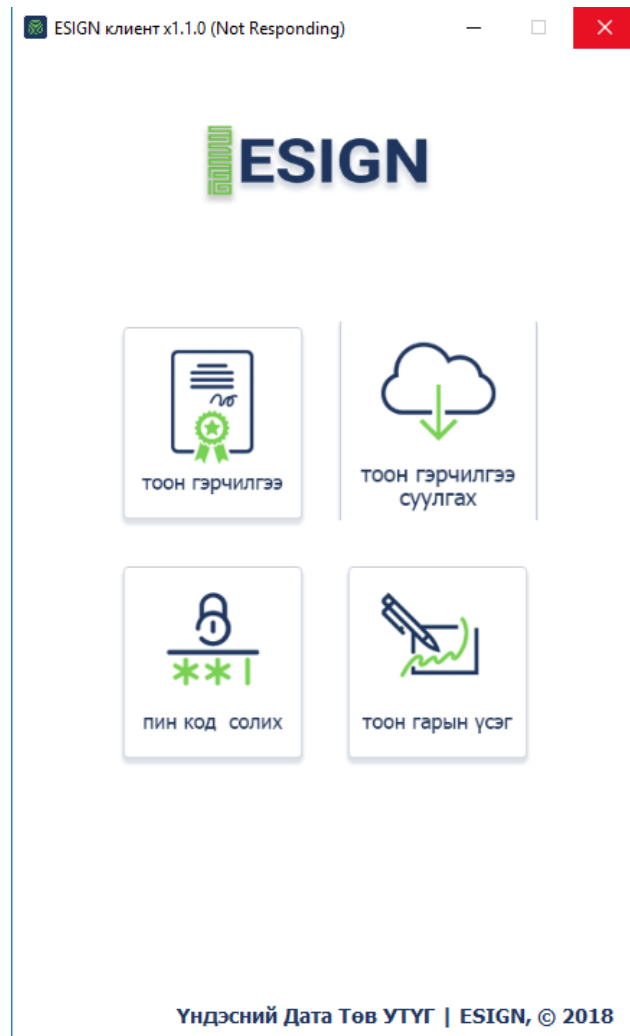 ESIGN клиент x1.1.0 (Not Responding)
ESIGN
тоон гэрчилгээ
тоон гэрчилгээ
суулгах
**|
пин код  солих
тоон гарын үсэг
Үндэсний Дата Төв УТҮГ | ESIGN, © 2018